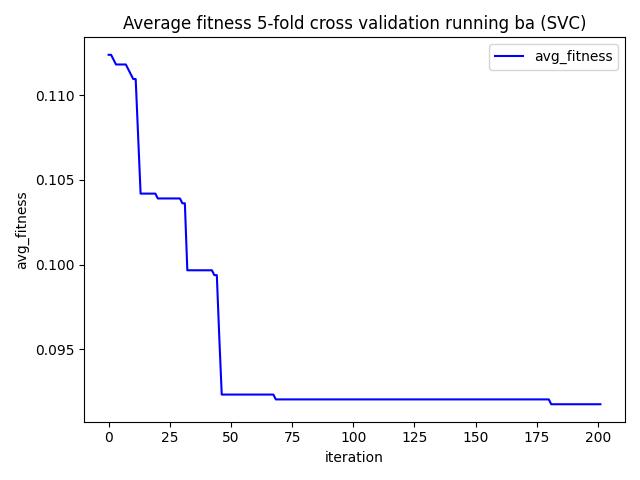 Average fitness 5-fold cross validation running ba (SVC)
avg_fitness
0.110
0.105
0.100
0.095
avg_fitness
0 25 50 75 100 125 150 175 200
iteration